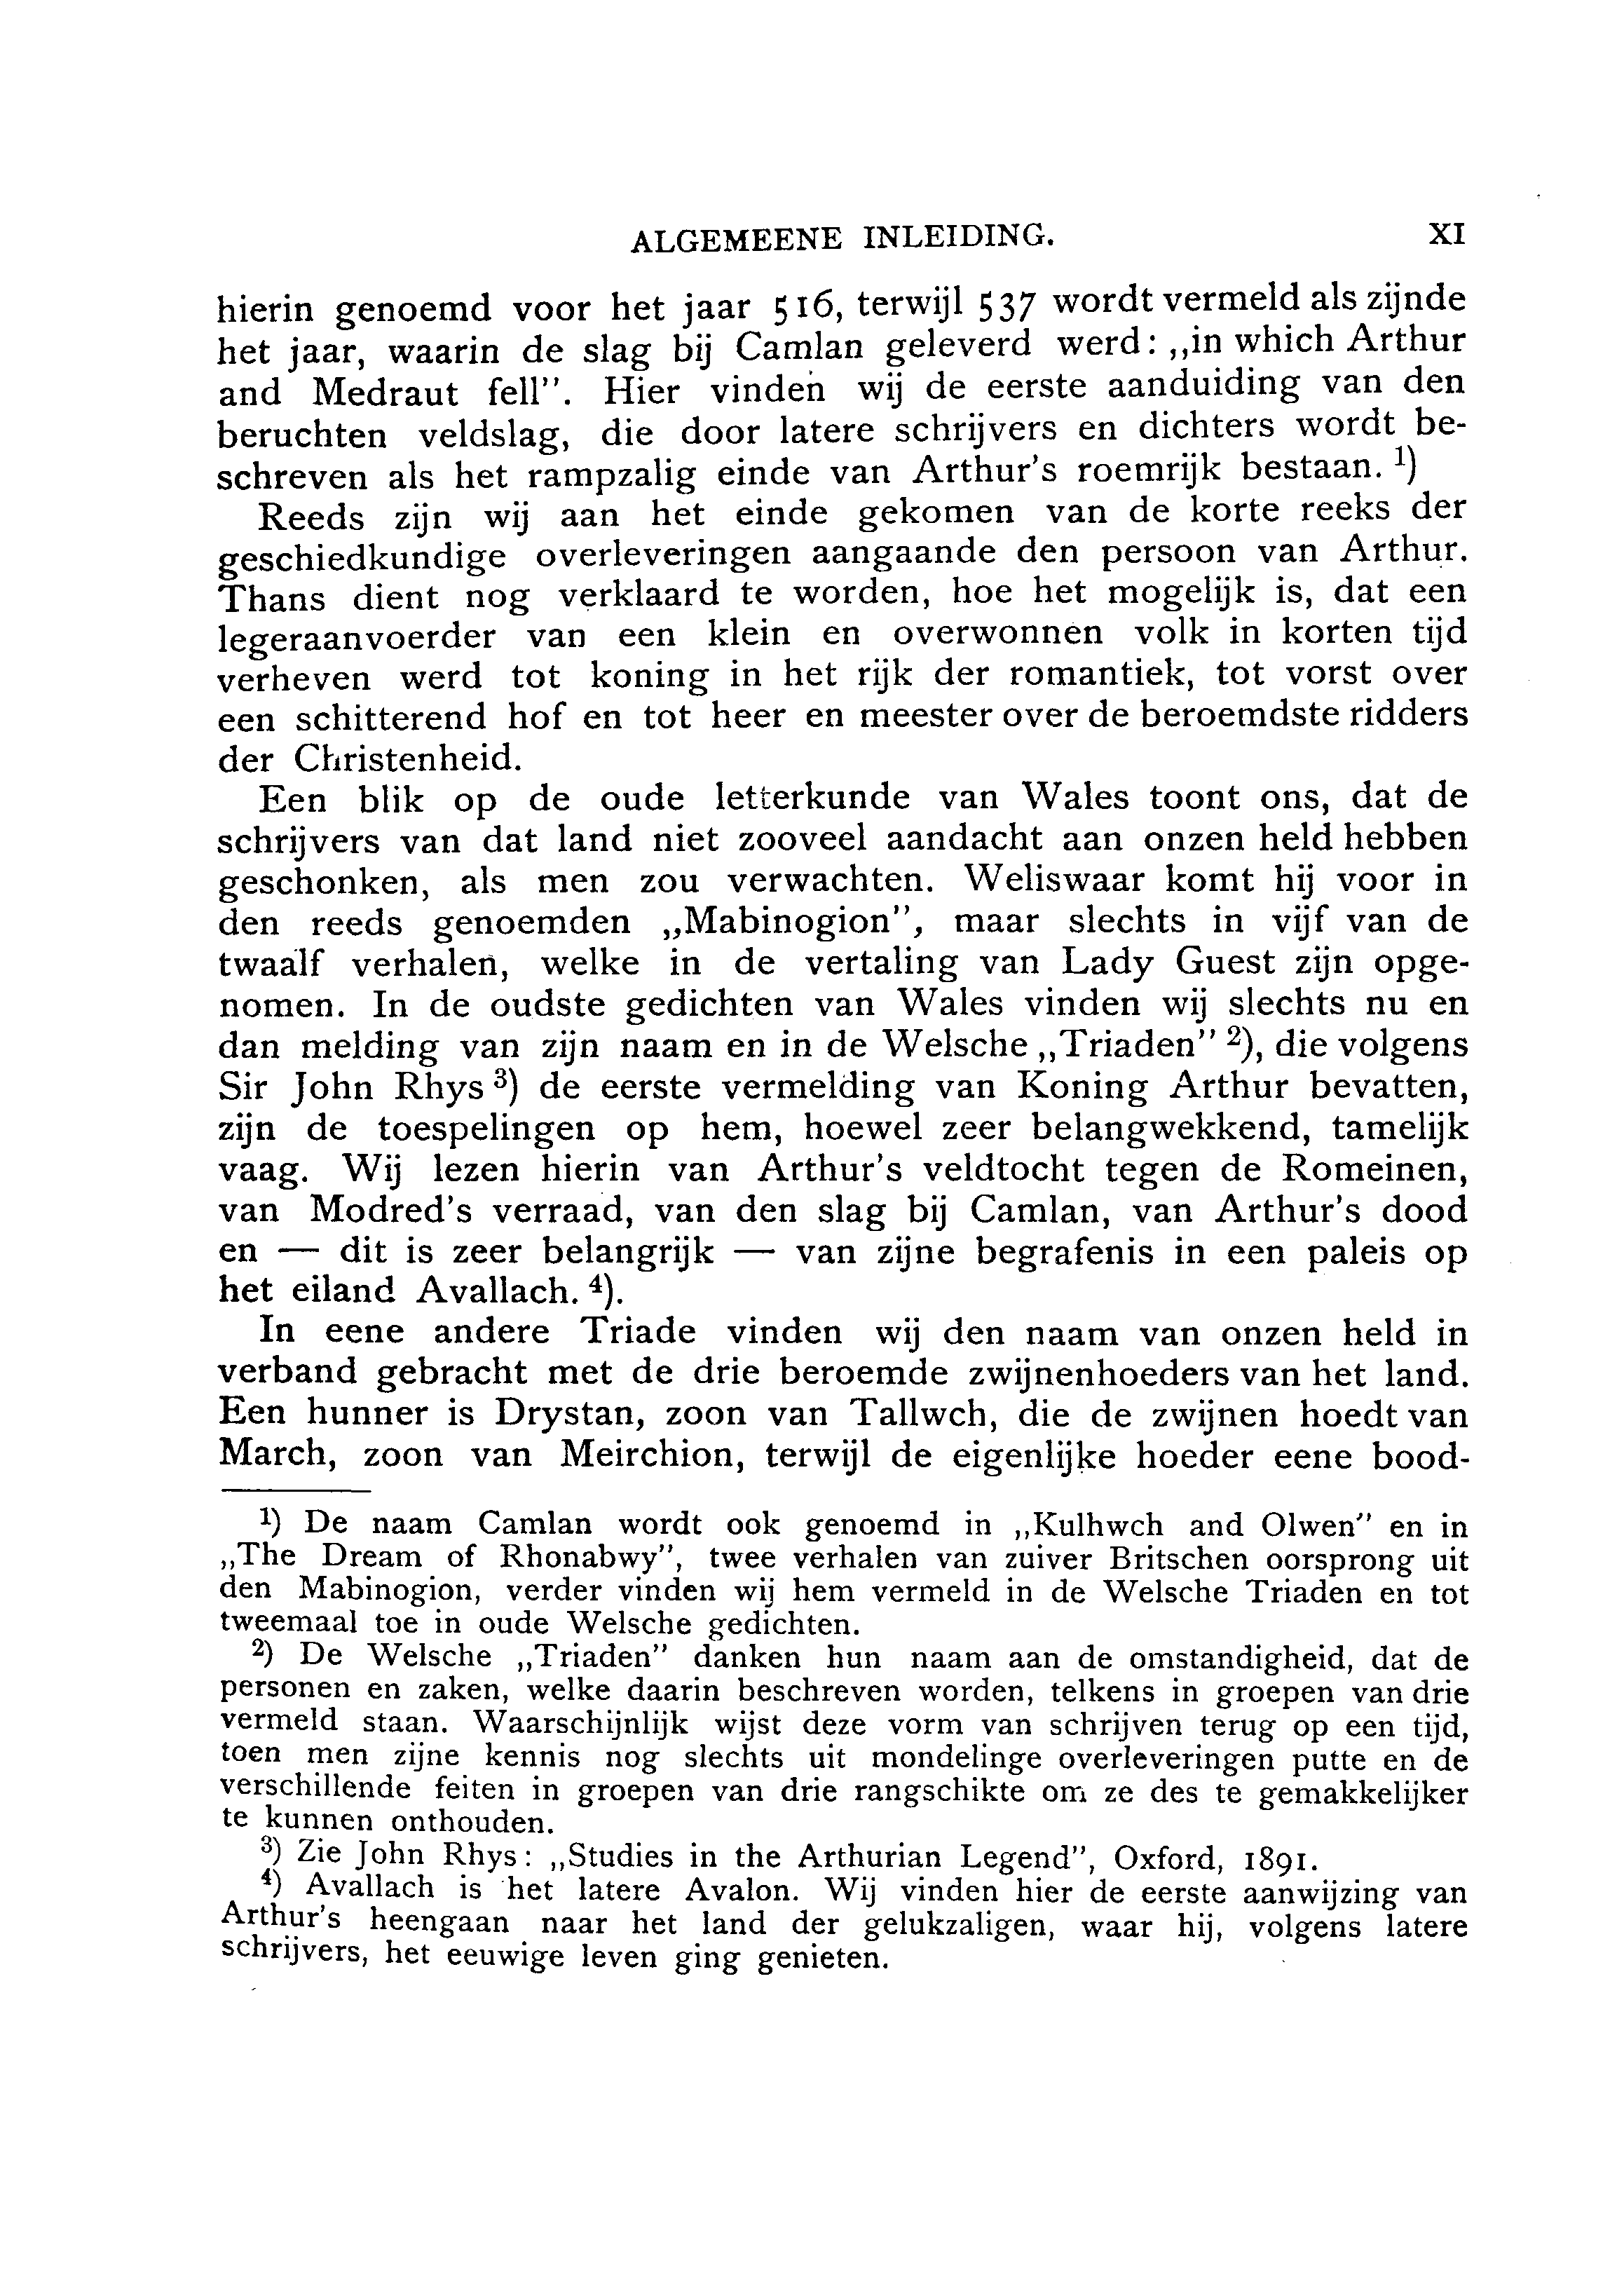 ALGEMEENE INLEIDING. XI
hierin genoemd voor het jaar 516, terwijl 537 wordt vermeld als zijnde
het jaar, waarin de slag bij Camlan geleverd werd: „in which Arthur
and Medraut fell”. Hier vinden wij de eerste aanduiding van den
beruchten veldslag, die door latere schrijvers en dichters wordt be-
schreven als het rampzalig einde van Arthur's roemrijk bestaan. 1)
Reeds zijn wij aan het einde gekomen van de korte reeks der
geschiedkundige overleveringen aangaande den persoon van Arthur.
Thans dient nog verklaard te worden, hoe het mogelijk is, dat een
legeraanvoerder van een klein en overwonnen volk in korten tijd
verheven werd tot koning in het rijk der romantiek, tot vorst over
een schitterend hof en tot heer en meester over de beroemdste ridders
der Christenheid.
Een blik op de oude letterkunde van Wales toont ons, dat de
schrijvers van dat land niet zooveel aandacht aan onzen held hebben
geschonken, als men zou verwachten. Weliswaar komt hij voor in
den reeds genoemden „Mabinogion”, maar slechts in vijf van de
twaalf verhalen, welke in de vertaling van Lady Guest zijn opge-
nomen. In de oudste gedichten van Wales vinden wij slechts nu en
dan melding van zijn naam en in de Welsche „Triaden” 2), die volgens
Sir John Rhys 3) de eerste vermelding van Koning Arthur bevatten,
zijn de toespelingen op hem, hoewel zeer belangwekkend, tamelijk
vaag. Wij lezen hierin van Arthur's veldtocht tegen de Romeinen,
van Modred's verraad, van den slag bij Camlan, van Arthur's dood
en — dit is zeer belangrijk — van zijne begrafenis in een paleis op
het eiland Avallach. 4).
In eene andere Triade vinden wij den naam van onzen held in
verband gebracht met de drie beroemde zwijnenhoeders van het land.
Een hunner is Drystan, zoon van Tallwch, die de zwijnen hoedt van
March, zoon van Meirchion, terwijl de eigenlijke hoeder eene bood-
1) De naam Camlan wordt ook genoemd in „Kulhwch and Olwen” en in
„The Dream of Rhonabwy”, twee verhalen van zuiver Britschen oorsprong uit
den Mabinogion, verder vinden wij hem vermeld in de Welsche Triaden en tot
tweemaal toe in oude Welsche gedichten.
2) De Welsche „Triaden” danken hun naam aan de omstandigheid, dat de
personen en zaken, welke daarin beschreven worden, telkens in groepen van drie
vermeld staan. Waarschijnlijk wijst deze vorm van schrijven terug op een tijd,
toen men zijne kennis nog slechts uit mondelinge overleveringen putte en de
verschillende feiten in groepen van drie rangschikte om ze des te gemakkelijker
te kunnen onthouden.
3) Zie John Rhys: „Studies in the Arthurian Legend”, Oxford, 1891.
4) Avallach is het latere Avalon. Wij vinden hier de eerste aanwijzing van
Arthur's heengaan naar het land der gelukzaligen, waar hij, volgens latere
schrijvers, het eeuwige leven ging genieten.